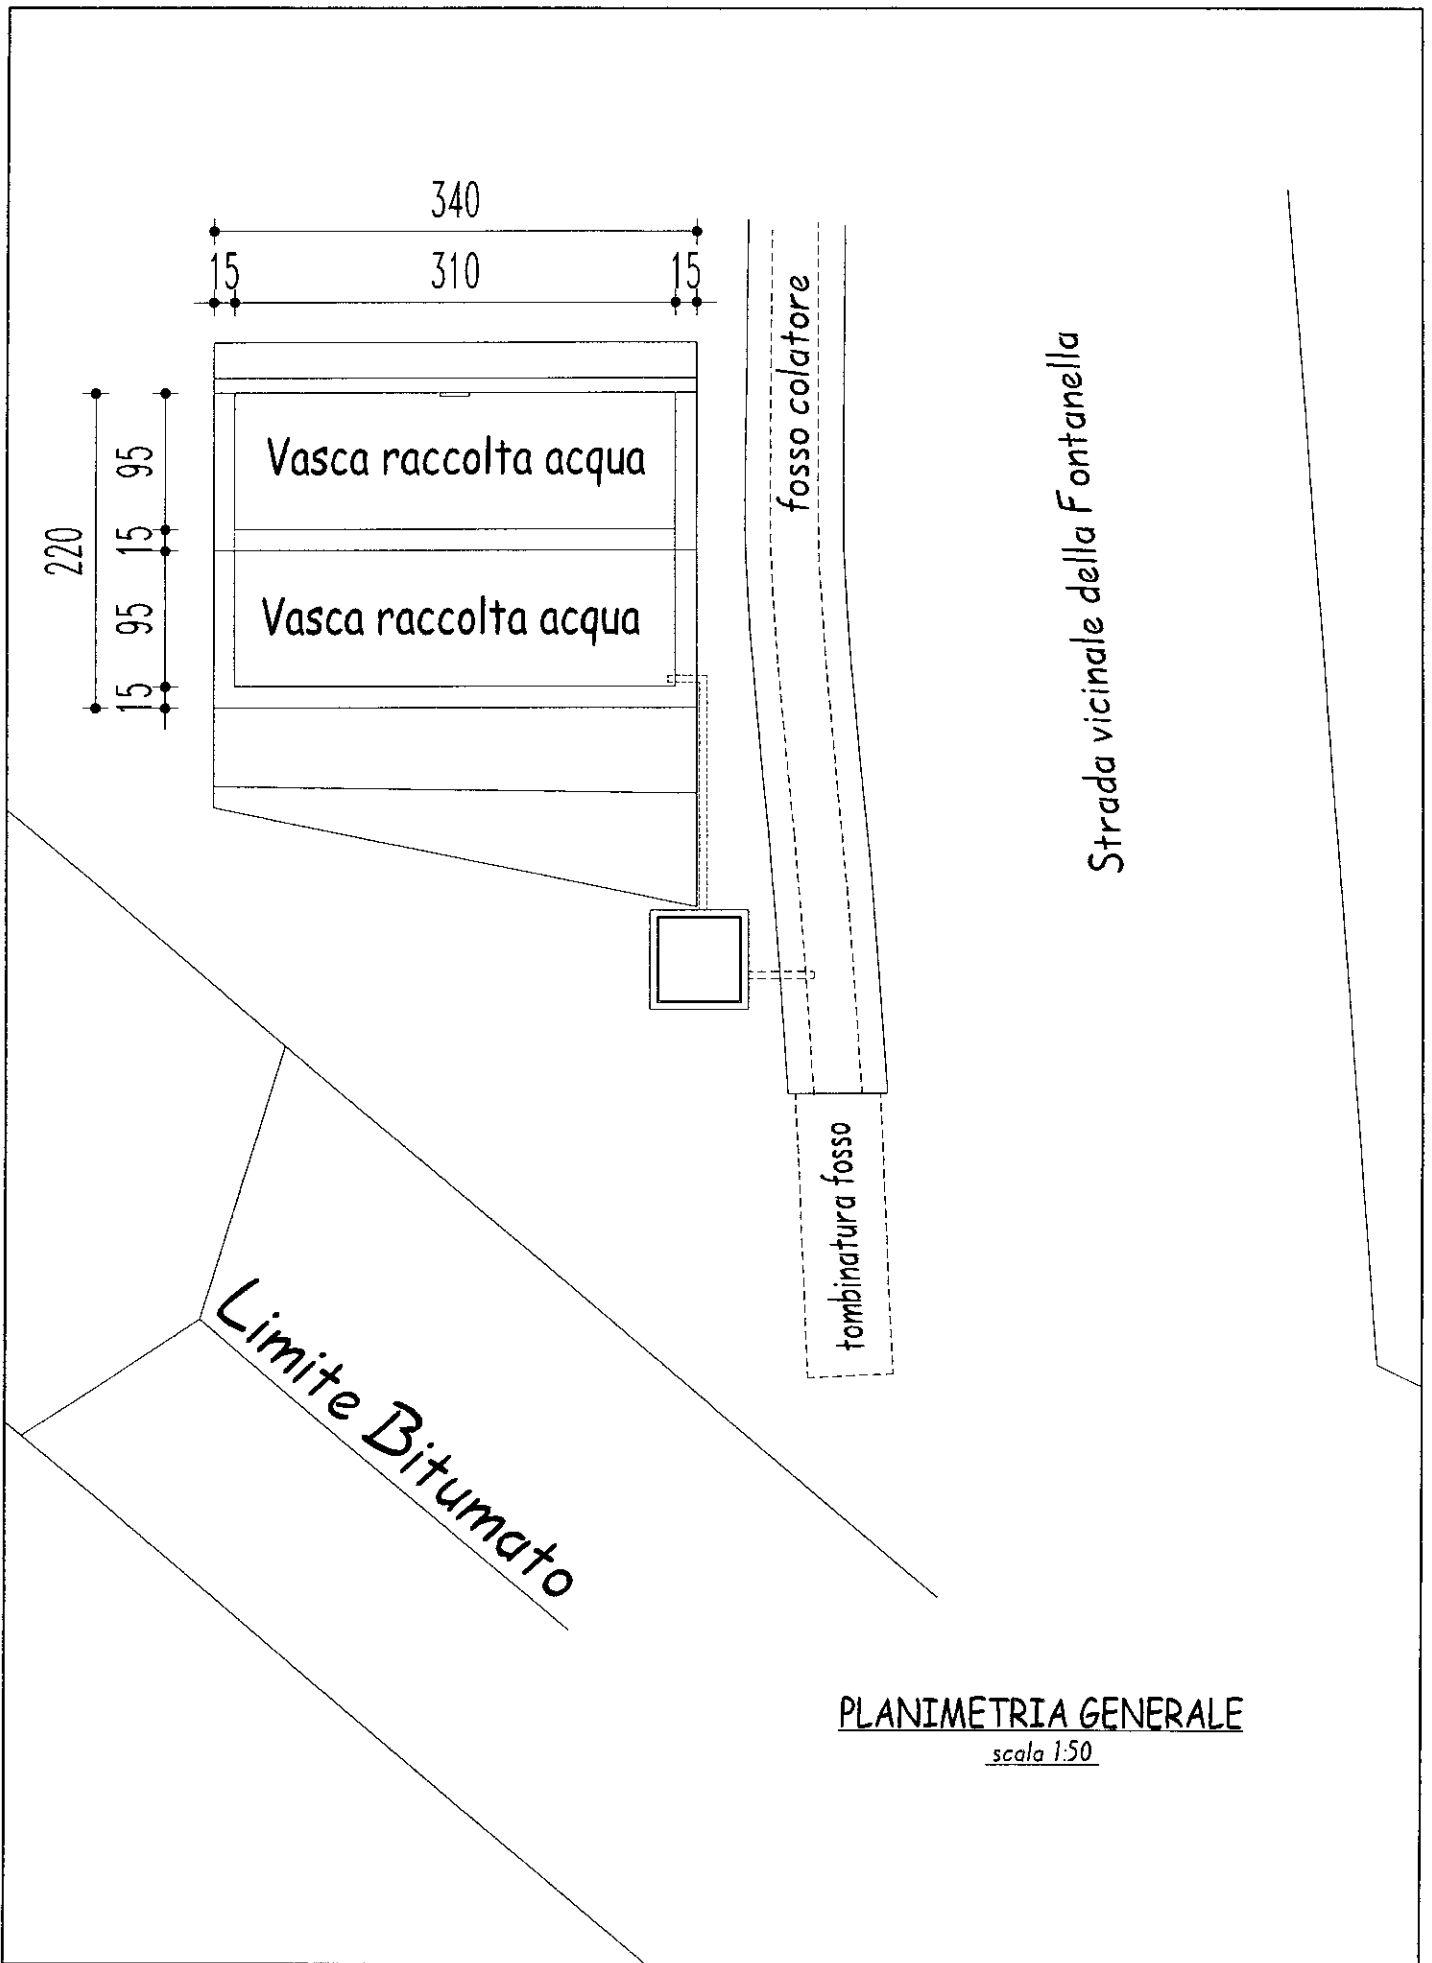 340
15 310 15
fosso colatore
Strada vicinale della Fontanella
220
95
15
95
15
Vasca raccolta acqua
Vasca raccolta acqua
tombinatura fosso
Limite Bitumato
PLANIMETRIA GENERALE
scala 1:50